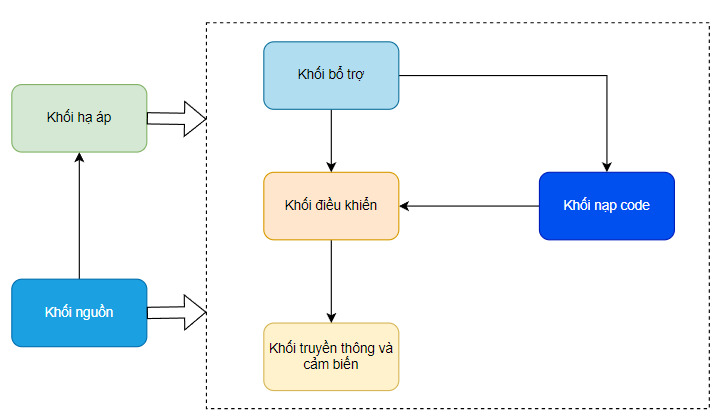 Khối bổ trợ
Khối hạ áp
Khối điều khiển
Khối nạp code
Khối nguồn
Khối truyền thông và
cảm biến